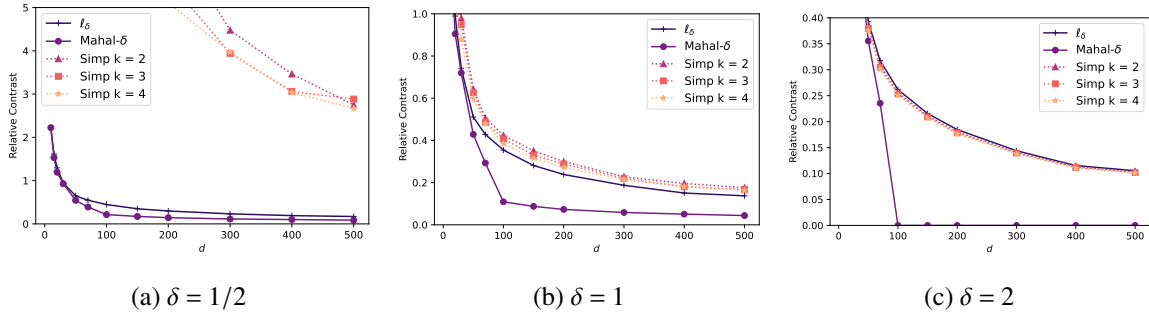 5
4
3
2
1
0
Relative Contrast
0 100 200 300 400 500
d
ℓδ
Mahal-δ
Simp k = 2
Simp k = 3
Simp k = 4
(a) δ = 1/2
1.0
0.8
0.6
0.4
0.2
0.0
Relative Contrast
0 100 200 300 400 500
d
ℓδ
Mahal-δ
Simp k = 2
Simp k = 3
Simp k = 4
(b) δ = 1
0.40
0.35
0.30
0.25
0.20
0.15
0.10
0.05
0.00
Relative Contrast
0 100 200 300 400 500
d
ℓδ
Mahal-δ
Simp k = 2
Simp k = 3
Simp k = 4
(c) δ = 2